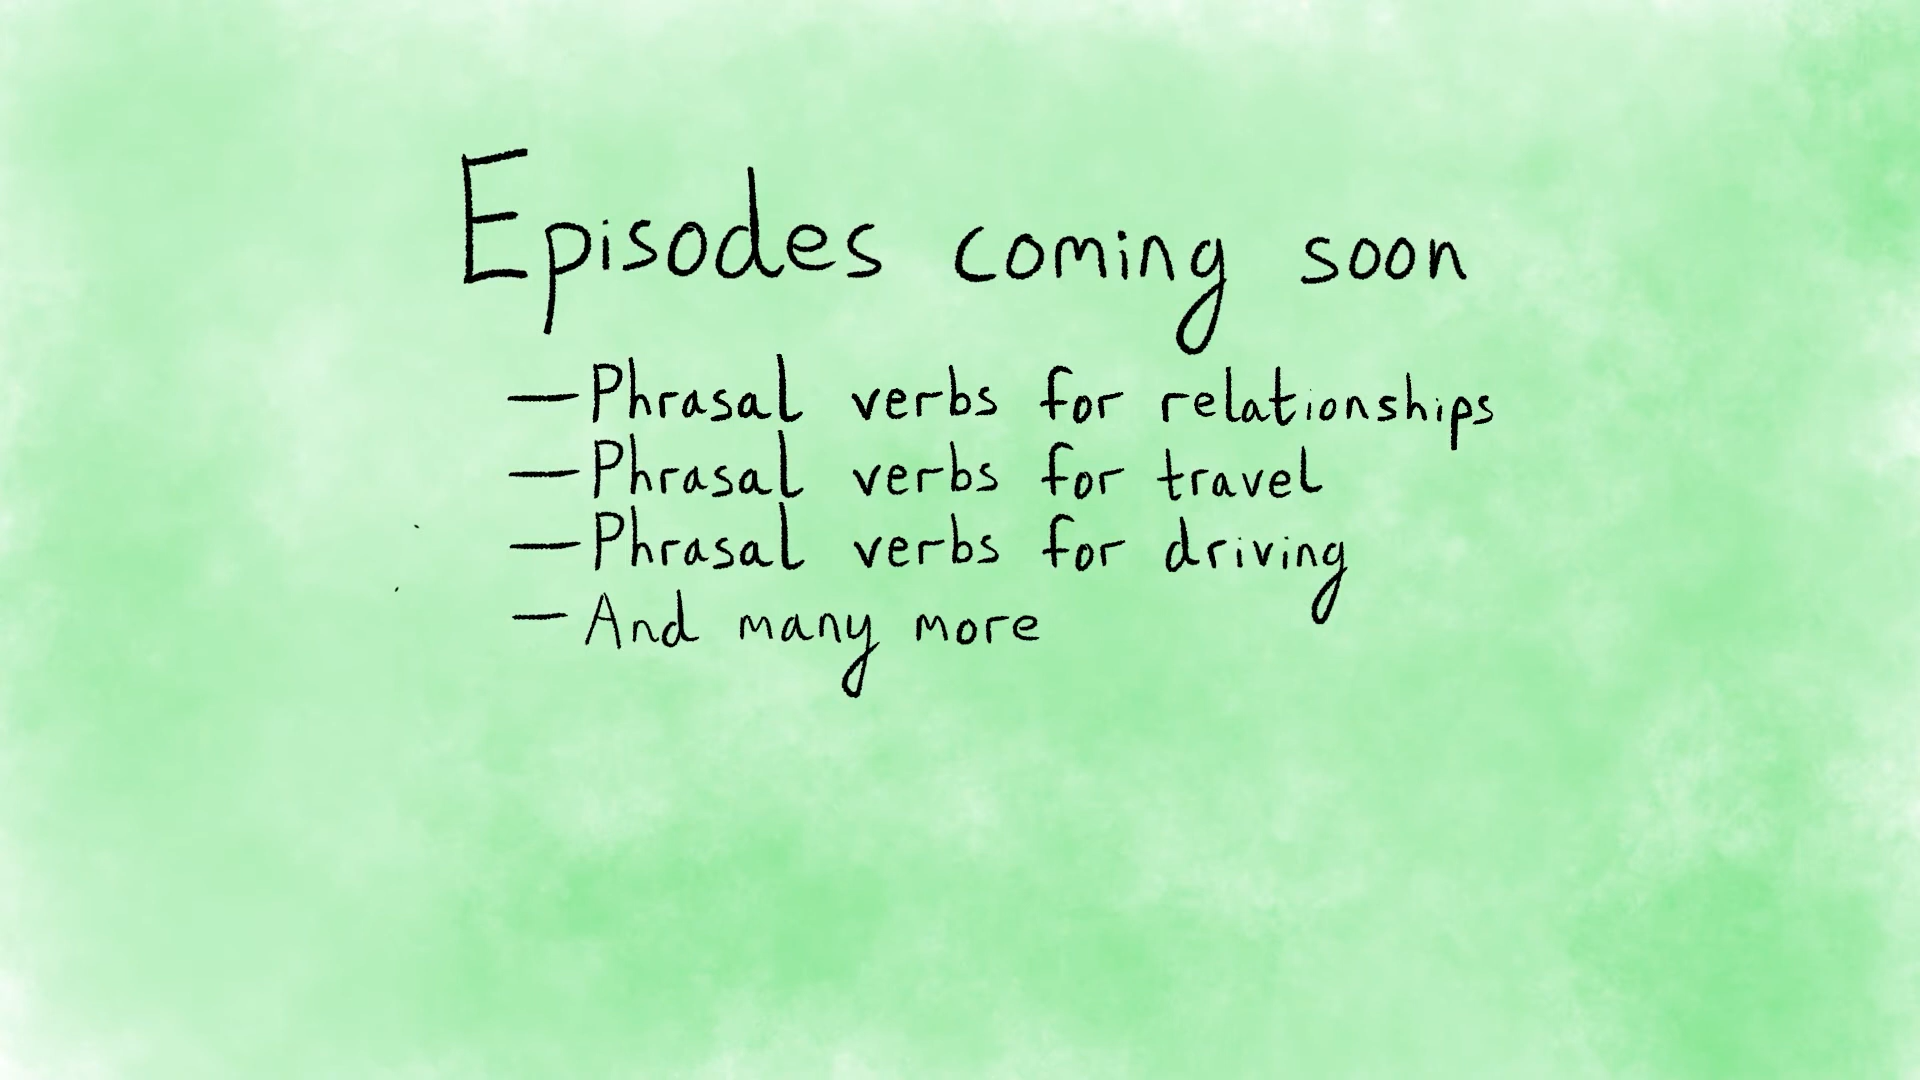 Episodes coming soon
— Phrasal verbs for relationships
— Phrasal verbs for travel
— Phrasal verbs for driving
— And many more